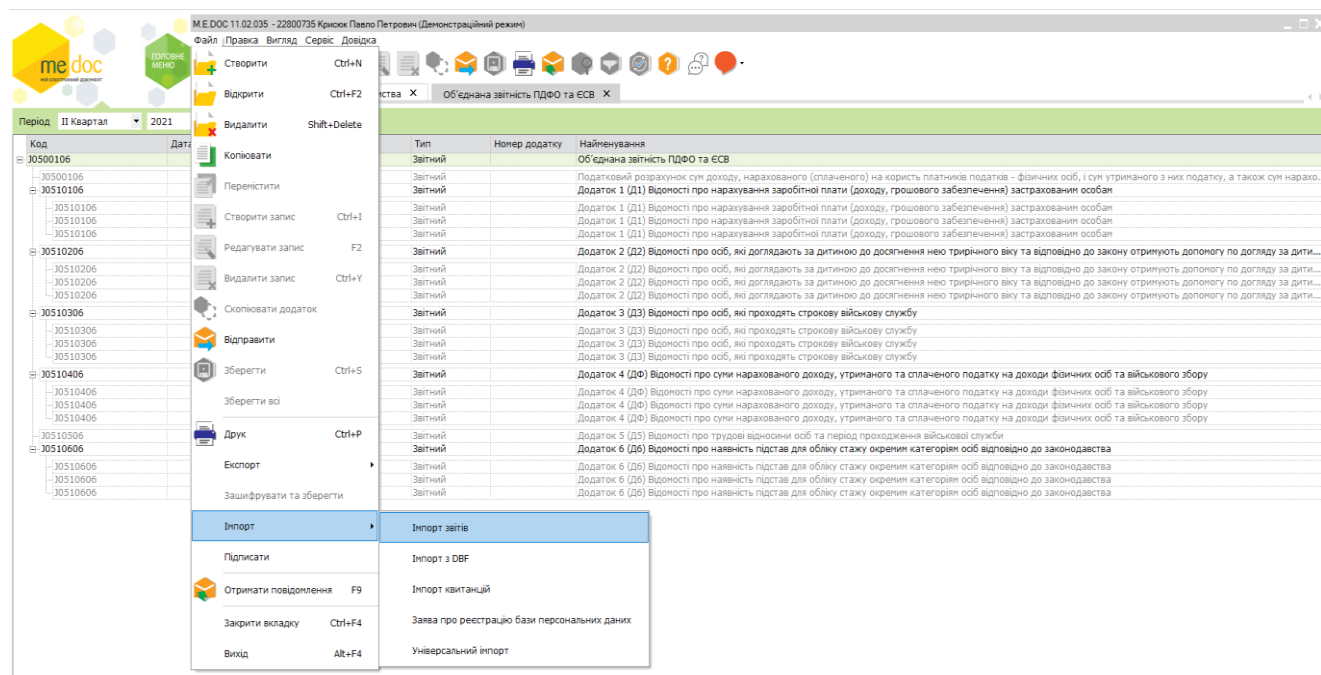 M.E.DOC 11.02.035 - 22800735 Крисюк Павло Петрович (Демонстраційний режим)
Файл Правка Вигляд Сервіс Довідка
me doc
мій електронний документ
ГОЛОВНЕ
МЕНЮ
ства X Об'єднана звітність ПДФО та ЄСВ X
Період II Квартал 2021
Код Дата Тип Номер додатку Найменування
J0500106 Звітний Об'єднана звітність ПДФО та ЄСВ
J0500106 Звітний Податковий розрахунок сум доходу, нарахованого (сплаченого) на користь платників податків - фізичних осіб, і сум утриманого з них податку, а також сум нарахо...
J0510106 Звітний Додаток 1 (Д1) Відомості про нарахування заробітної плати (доходу, грошового забезпечення) застрахованим особам
J0510106 Звітний Додаток 1 (Д1) Відомості про нарахування заробітної плати (доходу, грошового забезпечення) застрахованим особам
J0510106 Звітний Додаток 1 (Д1) Відомості про нарахування заробітної плати (доходу, грошового забезпечення) застрахованим особам
J0510106 Звітний Додаток 1 (Д1) Відомості про нарахування заробітної плати (доходу, грошового забезпечення) застрахованим особам
J0510206 Звітний Додаток 2 (Д2) Відомості про осіб, які доглядають за дитиною до досягнення нею трирічного віку та відповідно до закону отримують допомогу по догляду за дити...
J0510206 Звітний Додаток 2 (Д2) Відомості про осіб, які доглядають за дитиною до досягнення нею трирічного віку та відповідно до закону отримують допомогу по догляду за дити...
J0510206 Звітний Додаток 2 (Д2) Відомості про осіб, які доглядають за дитиною до досягнення нею трирічного віку та відповідно до закону отримують допомогу по догляду за дити...
J0510206 Звітний Додаток 2 (Д2) Відомості про осіб, які доглядають за дитиною до досягнення нею трирічного віку та відповідно до закону отримують допомогу по догляду за дити...
J0510306 Звітний Додаток 3 (Д3) Відомості про осіб, які проходять строкову військову службу
J0510306 Звітний Додаток 3 (Д3) Відомості про осіб, які проходять строкову військову службу
J0510306 Звітний Додаток 3 (Д3) Відомості про осіб, які проходять строкову військову службу
J0510306 Звітний Додаток 3 (Д3) Відомості про осіб, які проходять строкову військову службу
J0510406 Звітний Додаток 4 (ДФ) Відомості про суми нарахованого доходу, утриманого та сплаченого податку на доходи фізичних осіб та військового збору
J0510406 Звітний Додаток 4 (ДФ) Відомості про суми нарахованого доходу, утриманого та сплаченого податку на доходи фізичних осіб та військового збору
J0510406 Звітний Додаток 4 (ДФ) Відомості про суми нарахованого доходу, утриманого та сплаченого податку на доходи фізичних осіб та військового збору
J0510406 Звітний Додаток 4 (ДФ) Відомості про суми нарахованого доходу, утриманого та сплаченого податку на доходи фізичних осіб та військового збору
J0510506 Звітний Додаток 5 (Д5) Відомості про трудові відносини осіб та період проходження військової служби
J0510606 Звітний Додаток 6 (Д6) Відомості про наявність підстав для обліку стажу окремим категоріям осіб відповідно до законодавства
J0510606 Звітний Додаток 6 (Д6) Відомості про наявність підстав для обліку стажу окремим категоріям осіб відповідно до законодавства
J0510606 Звітний Додаток 6 (Д6) Відомості про наявність підстав для обліку стажу окремим категоріям осіб відповідно до законодавства
J0510606 Звітний Додаток 6 (Д6) Відомості про наявність підстав для обліку стажу окремим категоріям осіб відповідно до законодавства
Створити Ctrl+N
Відкрити Ctrl+F2
Видалити Shift+Delete
Копіювати
Перемістити
Створити запис Ctrl+I
Редагувати запис F2
Видалити запис Ctrl+Y
Скопіювати додаток
Відправити
Зберегти Ctrl+S
Зберегти всі
Друк Ctrl+P
Експорт
Зашифрувати та зберегти
Імпорт
Підписати
Отримати повідомлення F9
Закрити вкладку Ctrl+F4
Вихід Alt+F4
Імпорт звітів
Імпорт з DBF
Імпорт квитанцій
Заява про реєстрацію бази персональних даних
Універсальний імпорт